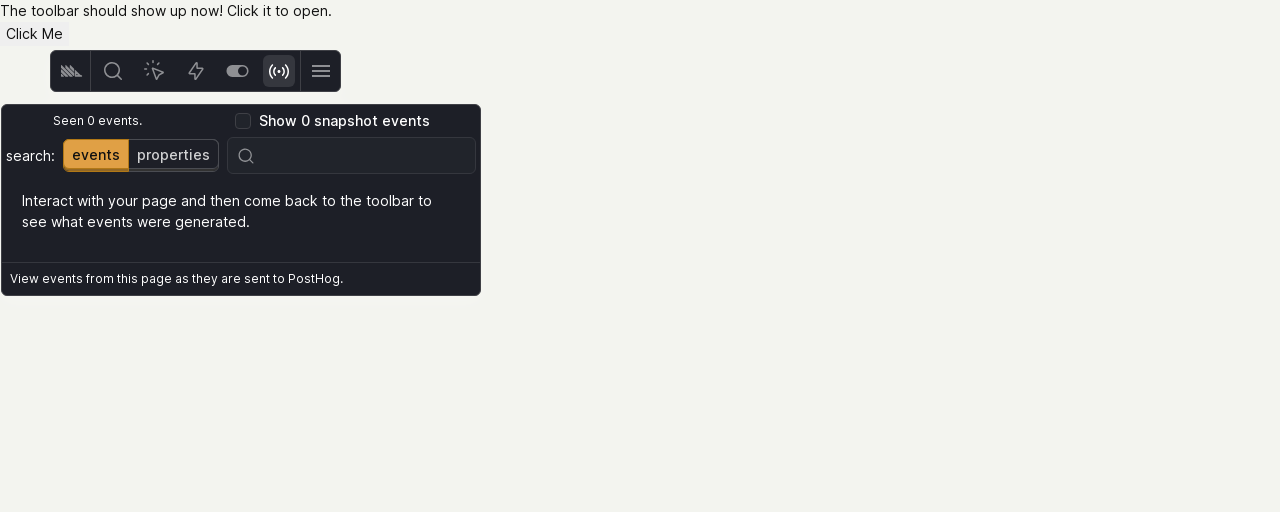 The toolbar should show up now! Click it to open.
Click Me
Seen 0 events.
Show 0 snapshot events
search:
events
properties
Interact with your page and then come back to the toolbar to
see what events were generated.
View events from this page as they are sent to PostHog.